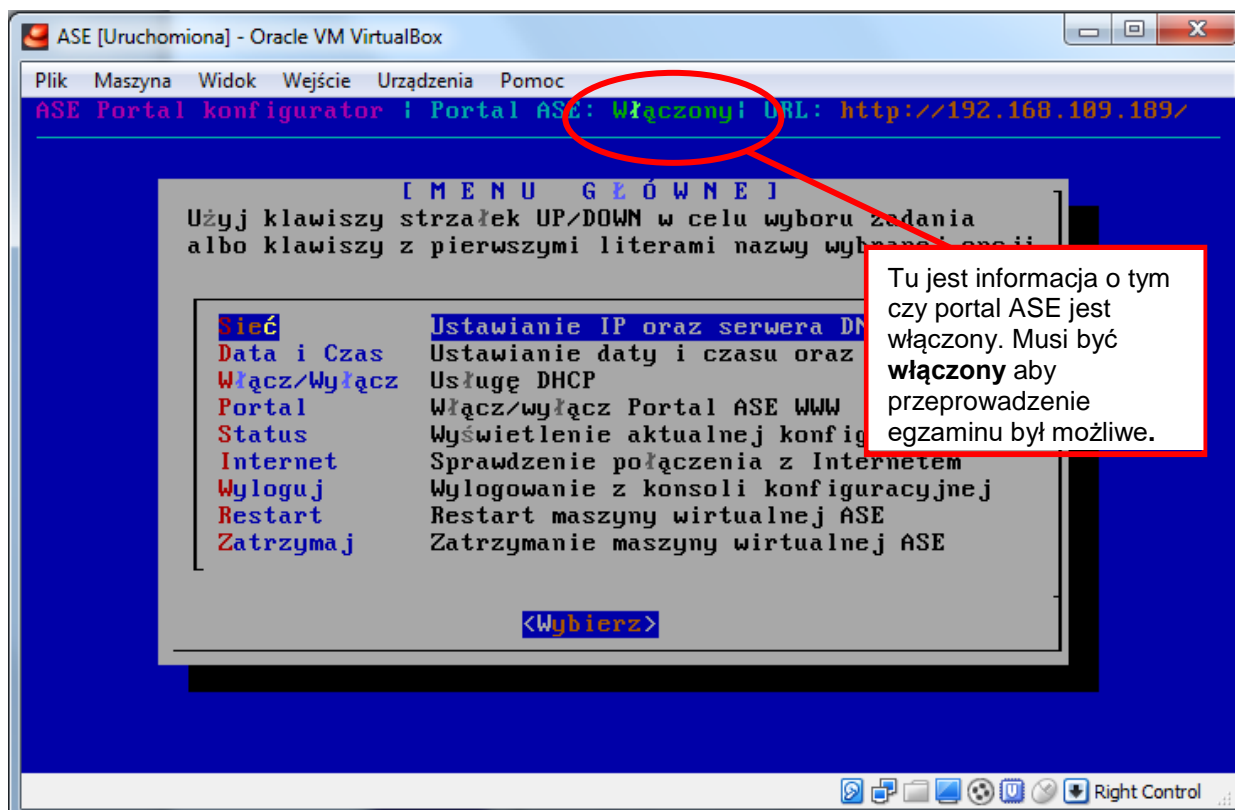 ASE [Uruchomiona] - Oracle VM VirtualBox
Plik Maszyna Widok Wejście Urządzenia Pomoc
ASE Portal konfigurator | Portal ASE: Włączony| URL: http://192.168.109.189/
[ M E N U G Ł Ó W N E ]
Użyj klawiszy strzałek UP/DOWN w celu wyboru zadania
albo klawiszy z pierwszymi literami nazwy wybranej opcji
Sieć Ustawianie IP oraz serwera DN
Data i Czas Ustawianie daty i czasu oraz
Włącz/Wyłącz Usługę DHCP
Portal Włącz/wyłącz Portal ASE WWW
Status Wyświetlenie aktualnej konfig
Internet Sprawdzenie połączenia z Internetem
Wyloguj Wylogowanie z konsoli konfiguracyjnej
Restart Restart maszyny wirtualnej ASE
Zatrzymaj Zatrzymanie maszyny wirtualnej ASE
<Wybierz>
Tu jest informacja o tym
czy portal ASE jest
włączony. Musi być
włączony aby
przeprowadzenie
egzaminu był możliwe.
Right Control